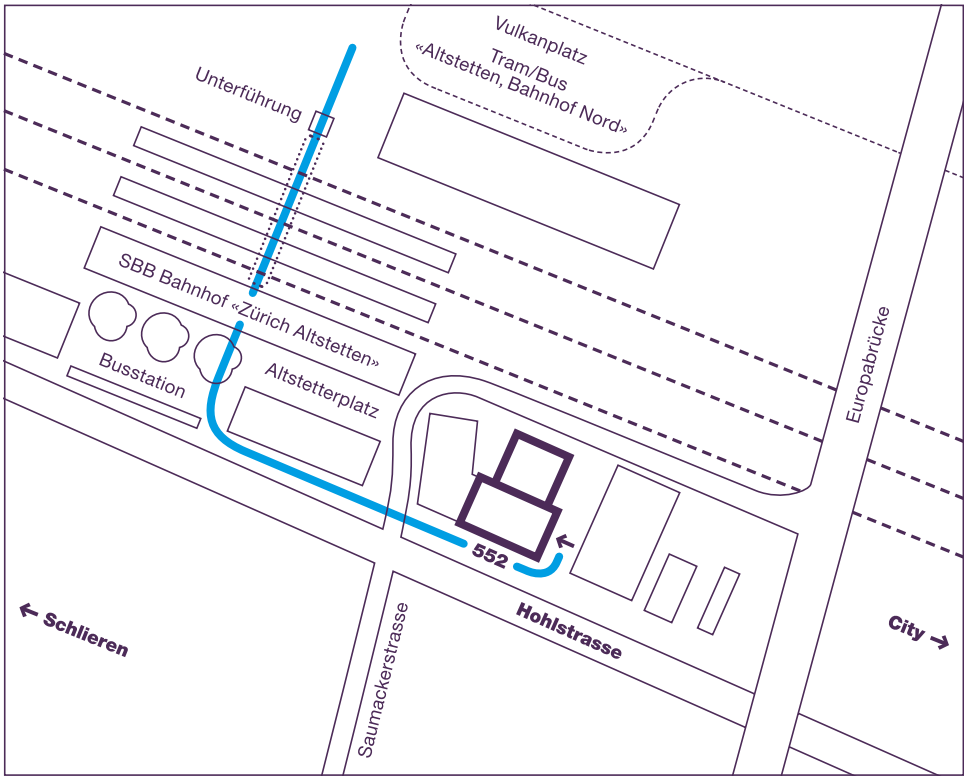 Vulkanplatz
Tram/Bus
«Altstetten, Bahnhof Nord»
Unterführung
SBB Bahnhof «Zürich Altstetten»
Busstation
Altstetterplatz
Europabrücke
552
Hohlstrasse
← Schlieren
City →
Saumackerstrasse